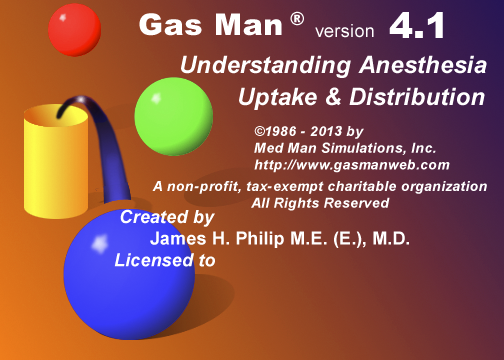 Gas Man ® version 4.1
Understanding Anesthesia
Uptake & Distribution
©1986 - 2013 by
Med Man Simulations, Inc.
http://www.gasmanweb.com
A non-profit, tax-exempt charitable organization
All Rights Reserved
Created by
James H. Philip M.E. (E.), M.D.
Licensed to